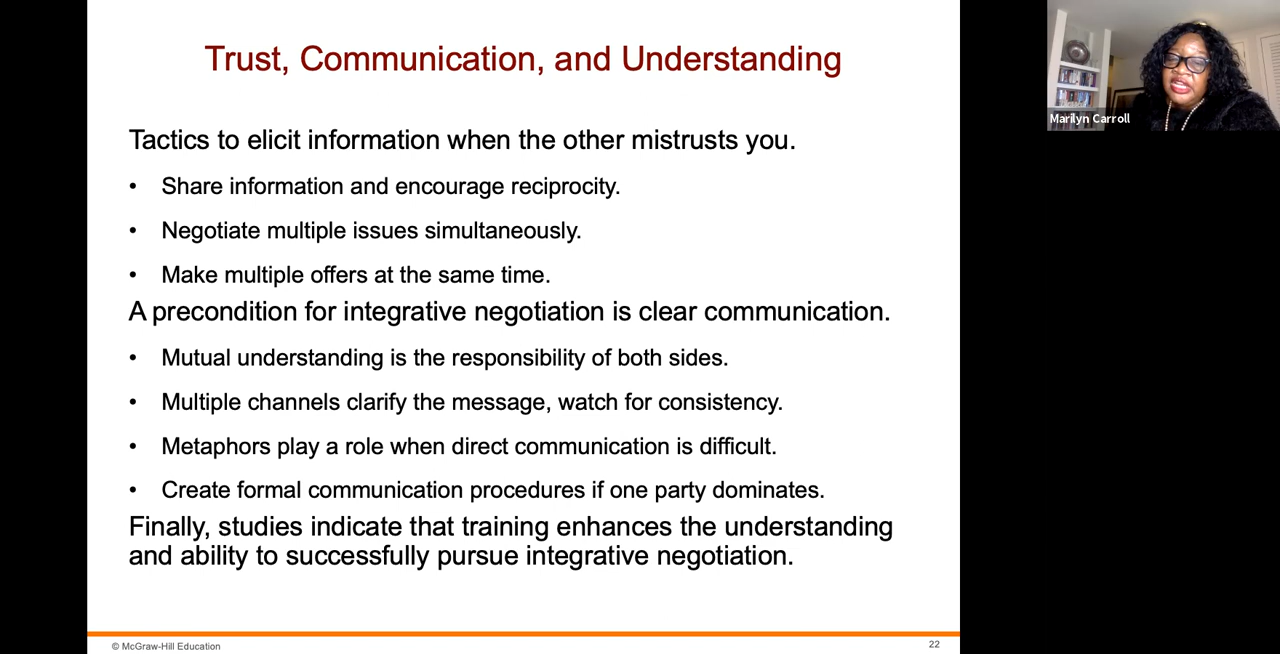 Trust, Communication, and Understanding
Tactics to elicit information when the other mistrusts you.
• Share information and encourage reciprocity.
• Negotiate multiple issues simultaneously.
• Make multiple offers at the same time.
A precondition for integrative negotiation is clear communication.
• Mutual understanding is the responsibility of both sides.
• Multiple channels clarify the message, watch for consistency.
• Metaphors play a role when direct communication is difficult.
• Create formal communication procedures if one party dominates.
Finally, studies indicate that training enhances the understanding
and ability to successfully pursue integrative negotiation.
© McGraw-Hill Education
22
Marilyn Carroll